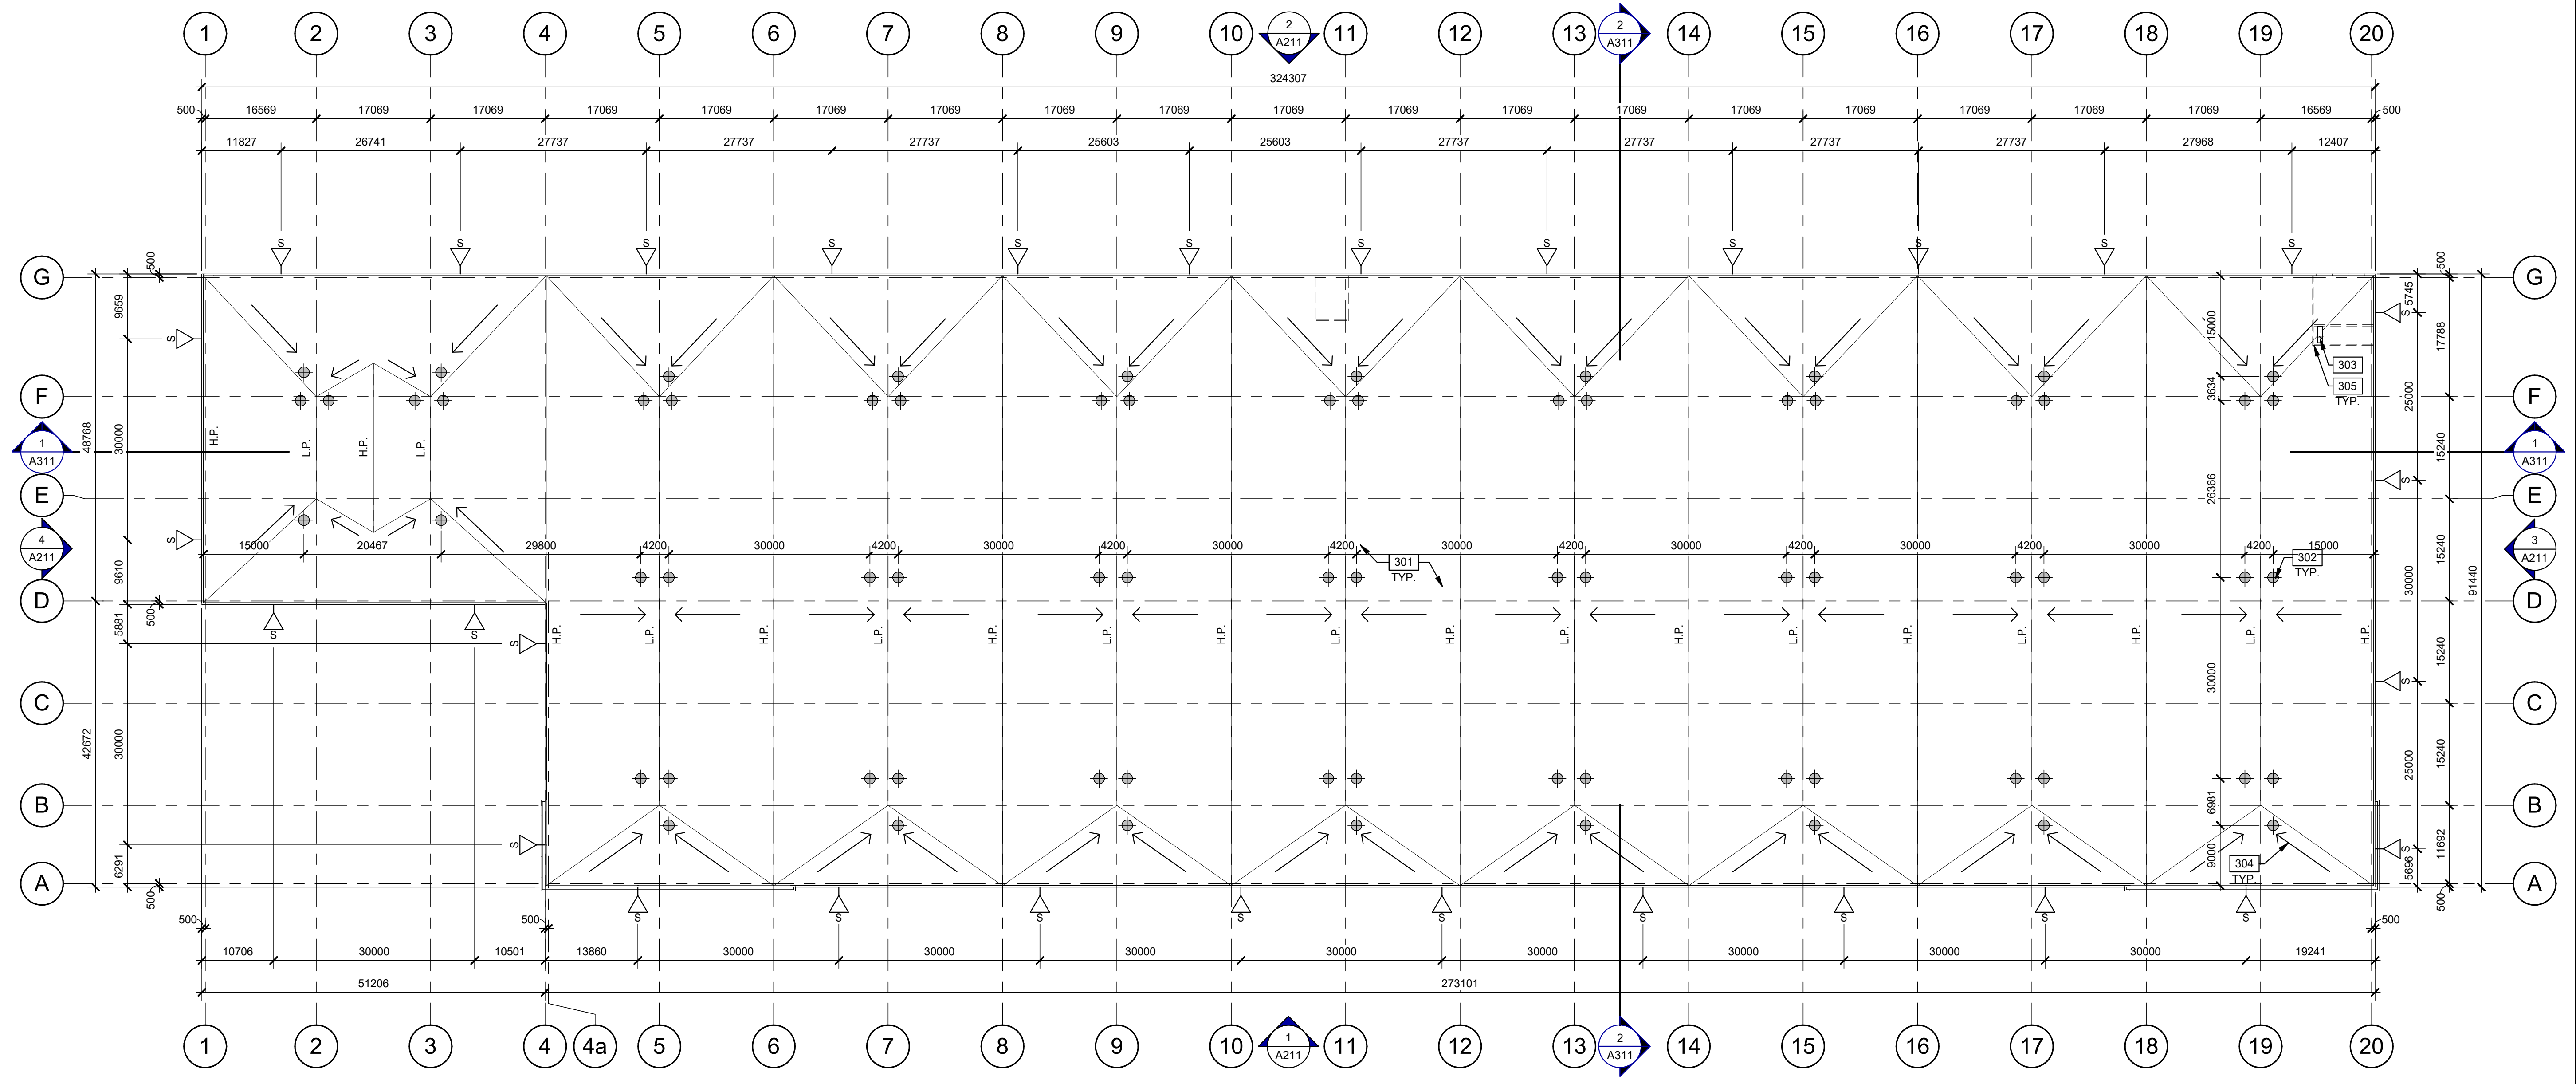 1 2 3 4 5 6 7 8 9 10 2 A211 11 12 13 2 A311 14 15 16 17 18 19 20
324307
500 16569 17069 17069 17069 17069 17069 17069 17069 17069 17069 17069 17069 17069 17069 17069 17069 17069 17069 16569 500
11827 26741 27737 27737 27737 25603 25603 27737 27737 27737 27737 27968 12407
S S S S S S S S S S S S
G 500 500 G
9659 15000 5745 17788
S S
303
305
TYP.
F 3634 25000 F
48768 30000 H.P. L.P. H.P. L.P. 15240
1 A311 1 A311
E 26366 S E
4 A211 S 15000 20467 29800 4200 30000 4200 30000 4200 30000 4200 30000 4200 30000 4200 30000 4200 30000 4200 15000 15240 3 A211
301
TYP.
302
TYP.
9610 30000 91440
D 500 D
5881 S S S H.P. L.P. H.P. L.P. H.P. L.P. H.P. L.P. H.P. L.P. H.P. L.P. H.P. L.P. H.P. L.P. H.P. 15240
30000 S
C C
42672 30000 25000 15240
B 6981 B
S S
6291 9000 5696 11692
304
TYP.
A 500 500 A
S S S S S S S S S
500 500 500
10706 30000 10501 13860 30000 30000 30000 30000 30000 30000 30000 30000 19241
51206 273101
1 2 3 4 4a 5 6 7 8 9 10 1 A211 11 12 13 2 A311 14 15 16 17 18 19 20